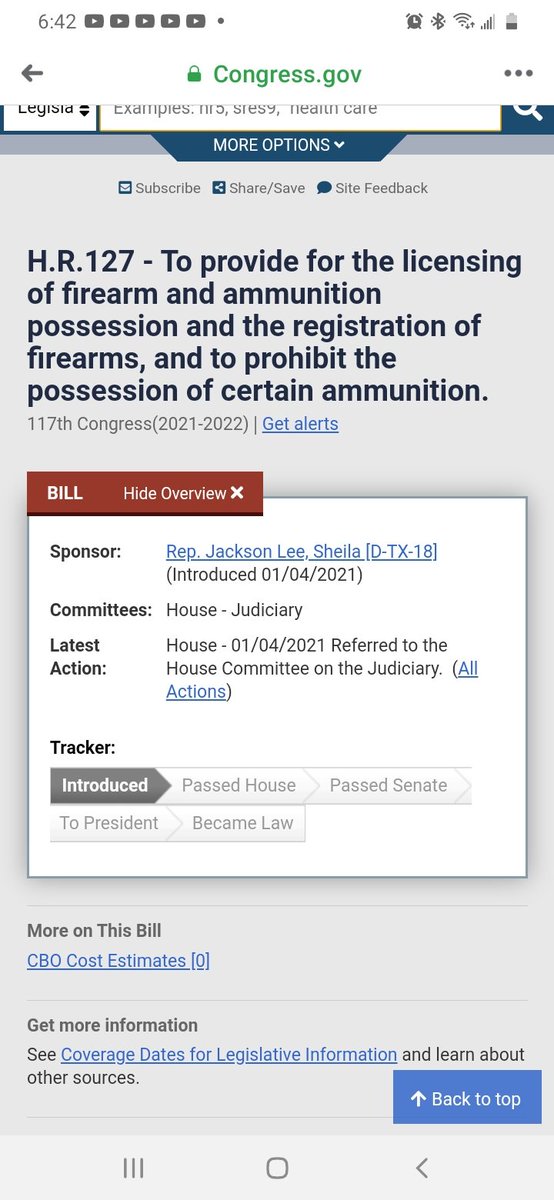 6:42
Congress.gov
Legisla
Examples: hr5, sres9, "health care"
MORE OPTIONS
Subscribe Share/Save Site Feedback
H.R.127 - To provide for the licensing
of firearm and ammunition
possession and the registration of
firearms, and to prohibit the
possession of certain ammunition.
117th Congress(2021-2022) | Get alerts
BILL Hide Overview ×
Sponsor: Rep. Jackson Lee, Sheila [D-TX-18]
(Introduced 01/04/2021)
Committees: House - Judiciary
Latest House - 01/04/2021 Referred to the
Action: House Committee on the Judiciary. (All
Actions)
Tracker:
Introduced Passed House Passed Senate
To President Became Law
More on This Bill
CBO Cost Estimates [0]
Get more information
See Coverage Dates for Legislative Information and learn about
other sources.
Back to top